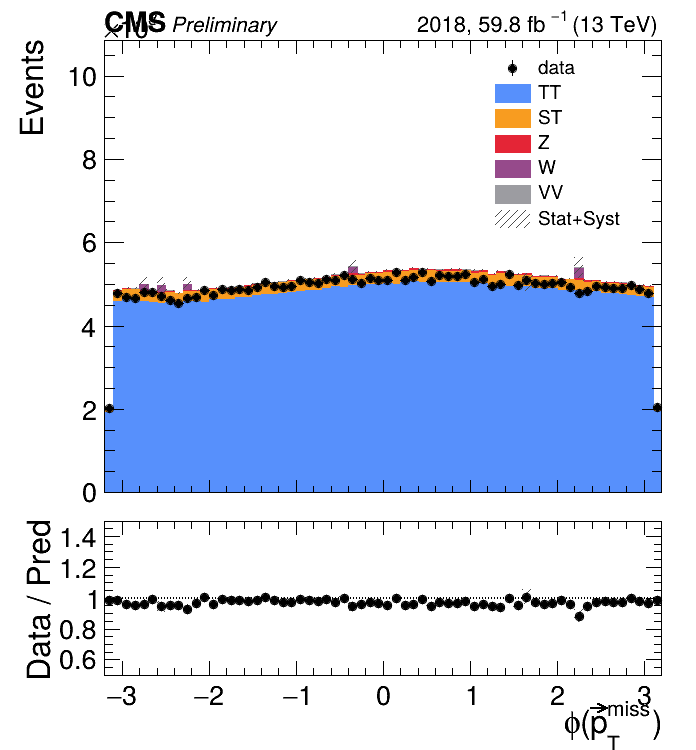 CMS Preliminary 2018, 59.8 fb⁻¹ (13 TeV)
Events
10
8
6
4
2
0
data
TT
ST
Z
W
VV
Stat+Syst
Data / Pred
1.4
1.2
1
0.8
0.6
−3 −2 −1 0 1 2 3
ϕ(p⃗_T^miss)